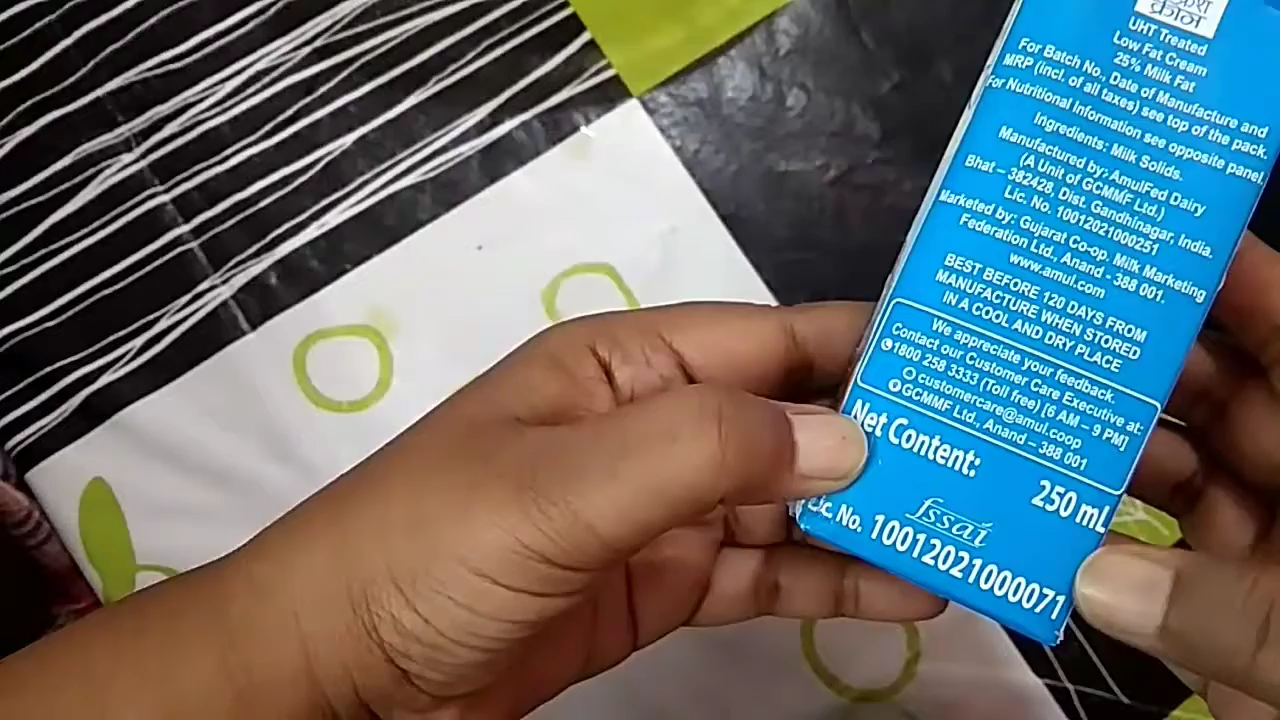 क्रीम
UHT Treated
Low Fat Cream
25% Milk Fat
For Batch No., Date of Manufacture and
MRP (incl. of all taxes) see top of the pack.
For Nutritional Information see opposite panel.
Ingredients: Milk Solids.
Manufactured by: AmulFed Dairy
(A Unit of GCMMF Ltd.)
Bhat – 382428, Dist. Gandhinagar, India.
Lic. No. 10012021000251
Marketed by: Gujarat Co-op. Milk Marketing
Federation Ltd., Anand - 388 001.
www.amul.com
BEST BEFORE 120 DAYS FROM
MANUFACTURE WHEN STORED
IN A COOL AND DRY PLACE
We appreciate your feedback.
Contact our Customer Care Executive at:
1800 258 3333 (Toll free) [6 AM – 9 PM]
customercare@amul.coop
GCMMF Ltd., Anand – 388 001
Net Content:
250 mL
fssai
Lic. No. 10012021000071